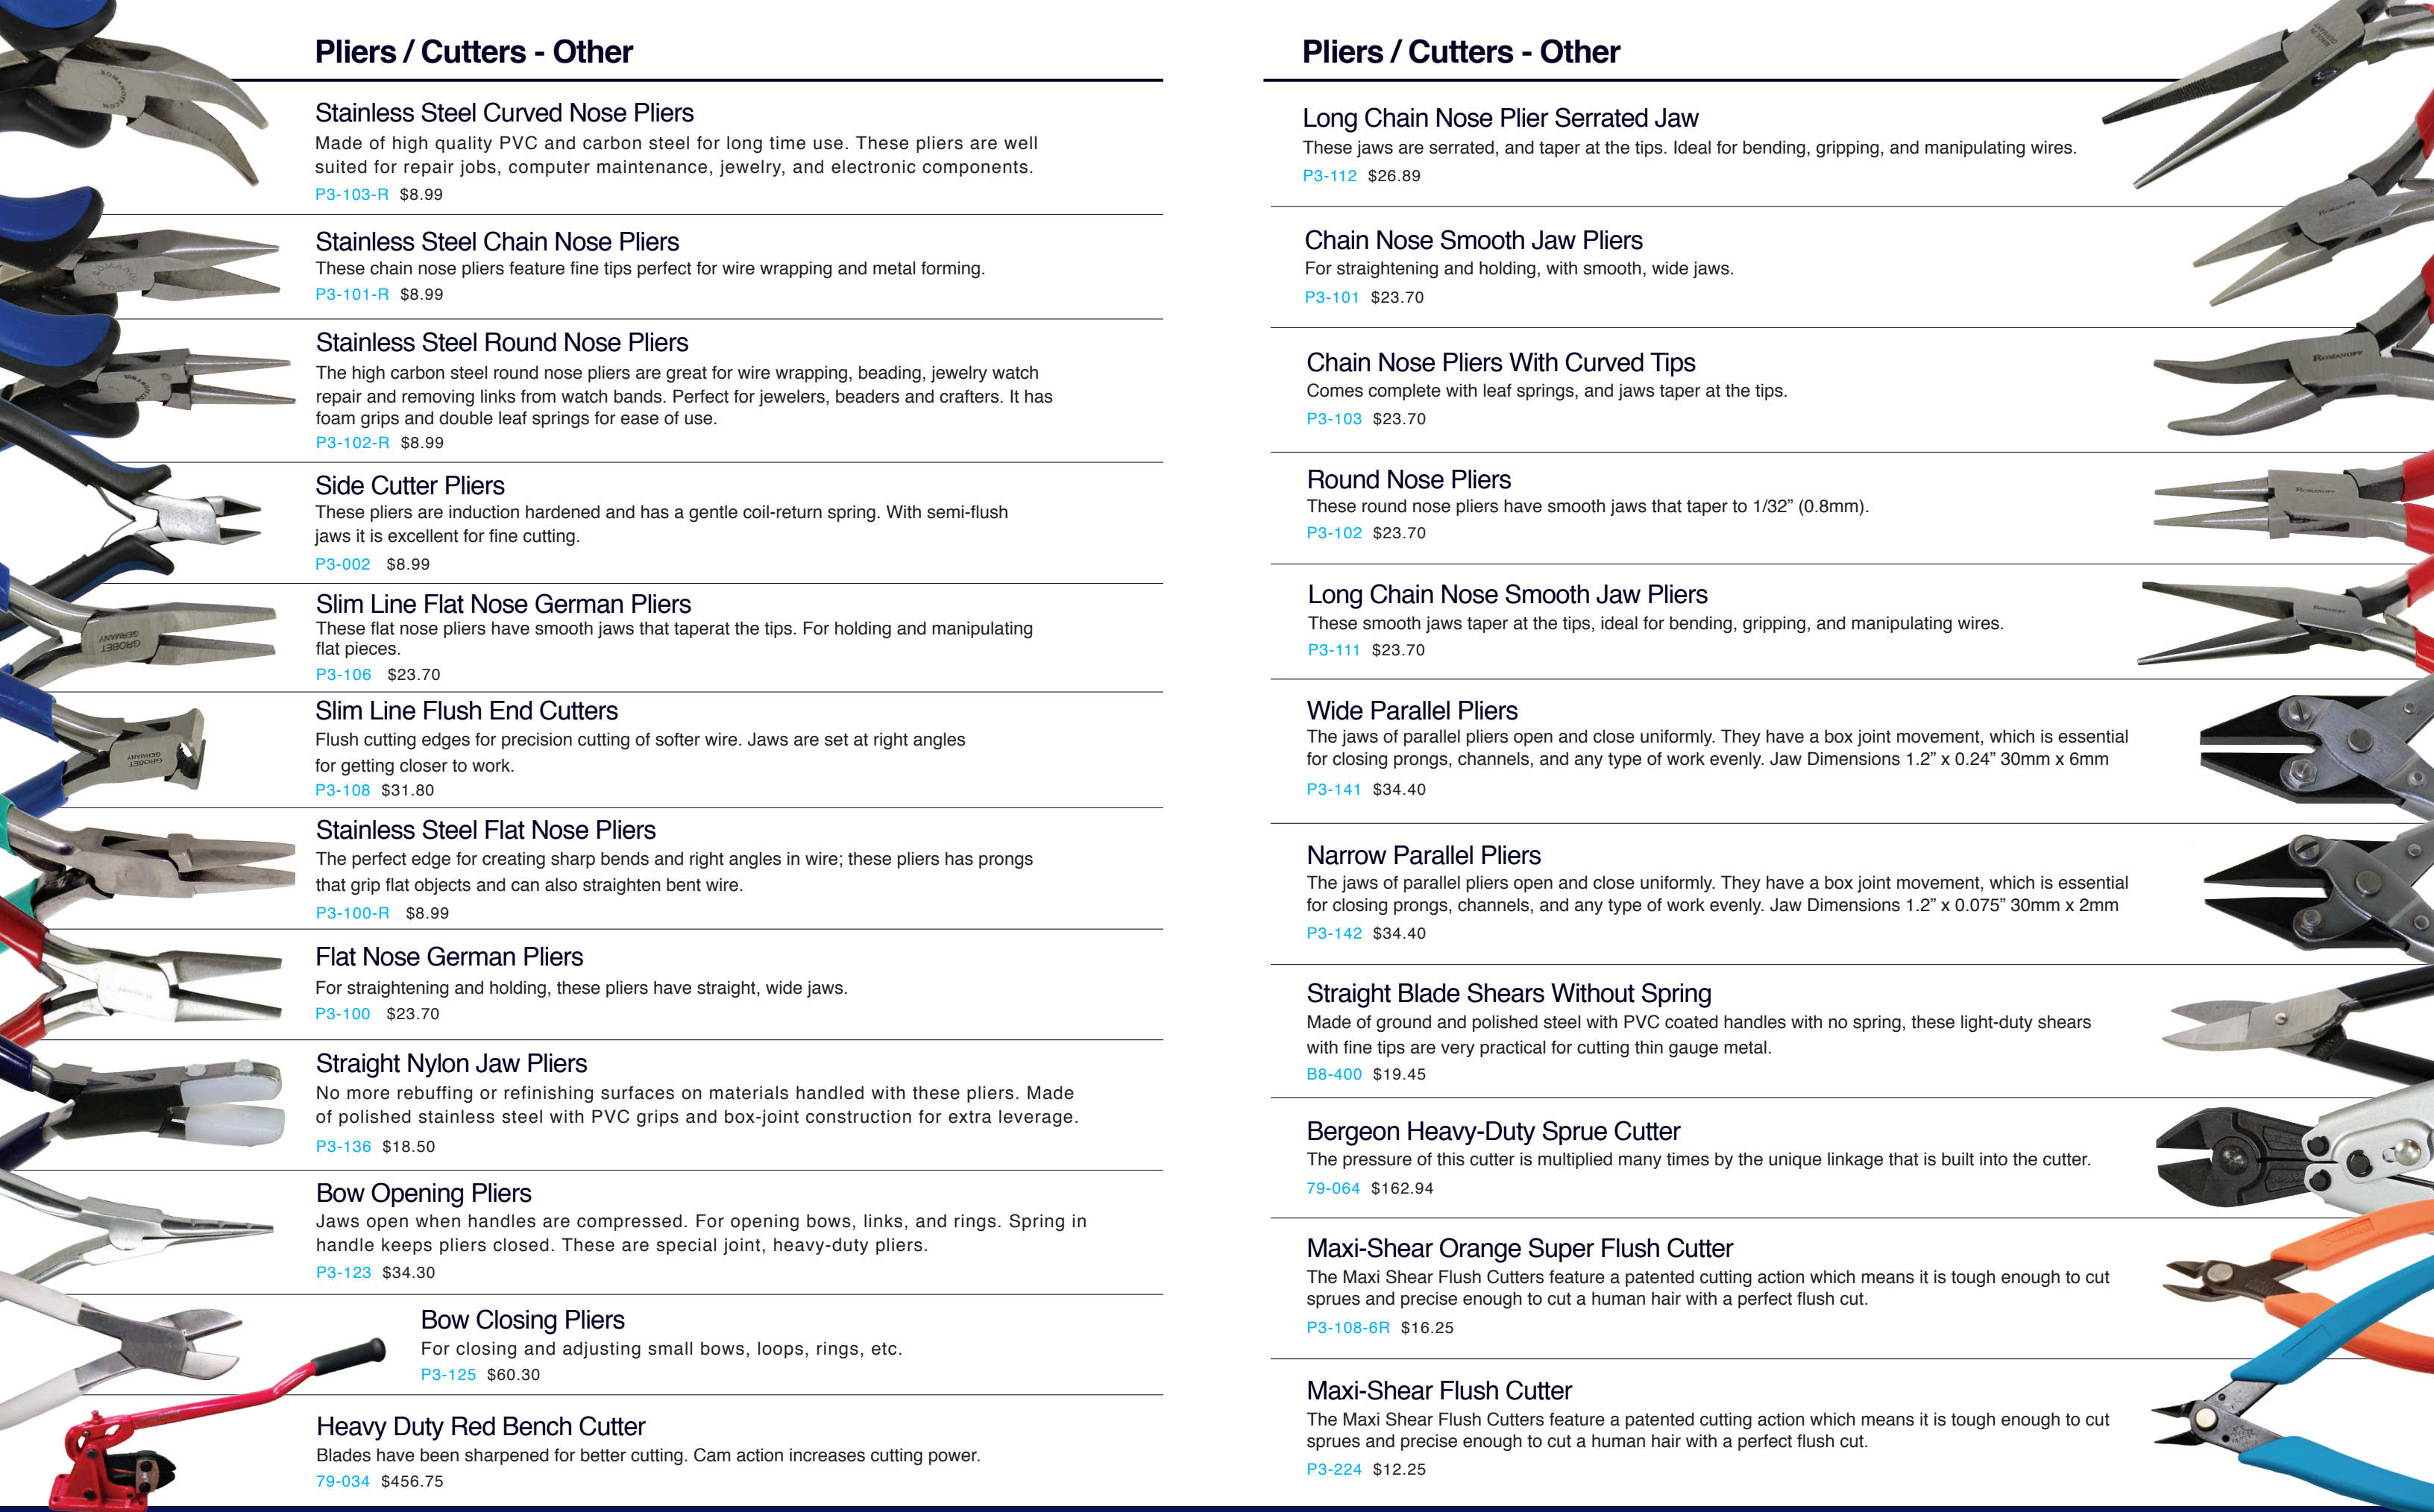 Pliers / Cutters - Other
Stainless Steel Curved Nose Pliers
Made of high quality PVC and carbon steel for long time use. These pliers are well
suited for repair jobs, computer maintenance, jewelry, and electronic components.
P3-103-R $8.99
Stainless Steel Chain Nose Pliers
These chain nose pliers feature fine tips perfect for wire wrapping and metal forming.
P3-101-R $8.99
Stainless Steel Round Nose Pliers
The high carbon steel round nose pliers are great for wire wrapping, beading, jewelry watch
repair and removing links from watch bands. Perfect for jewelers, beaders and crafters. It has
foam grips and double leaf springs for ease of use.
P3-102-R $8.99
Side Cutter Pliers
These pliers are induction hardened and has a gentle coil-return spring. With semi-flush
jaws it is excellent for fine cutting.
P3-002 $8.99
Slim Line Flat Nose German Pliers
These flat nose pliers have smooth jaws that taperat the tips. For holding and manipulating
flat pieces.
P3-106 $23.70
GROBET
GERMANY
Slim Line Flush End Cutters
Flush cutting edges for precision cutting of softer wire. Jaws are set at right angles
for getting closer to work.
P3-108 $31.80
GROBET
GERMANY
Stainless Steel Flat Nose Pliers
The perfect edge for creating sharp bends and right angles in wire; these pliers has prongs
that grip flat objects and can also straighten bent wire.
P3-100-R $8.99
Flat Nose German Pliers
For straightening and holding, these pliers have straight, wide jaws.
P3-100 $23.70
Straight Nylon Jaw Pliers
No more rebuffing or refinishing surfaces on materials handled with these pliers. Made
of polished stainless steel with PVC grips and box-joint construction for extra leverage.
P3-136 $18.50
Bow Opening Pliers
Jaws open when handles are compressed. For opening bows, links, and rings. Spring in
handle keeps pliers closed. These are special joint, heavy-duty pliers.
P3-123 $34.30
Bow Closing Pliers
For closing and adjusting small bows, loops, rings, etc.
P3-125 $60.30
Heavy Duty Red Bench Cutter
Blades have been sharpened for better cutting. Cam action increases cutting power.
79-034 $456.75
Pliers / Cutters - Other
Long Chain Nose Plier Serrated Jaw
These jaws are serrated, and taper at the tips. Ideal for bending, gripping, and manipulating wires.
P3-112 $26.89
Chain Nose Smooth Jaw Pliers
For straightening and holding, with smooth, wide jaws.
P3-101 $23.70
Chain Nose Pliers With Curved Tips
Comes complete with leaf springs, and jaws taper at the tips.
P3-103 $23.70
ROMANOFF
Round Nose Pliers
These round nose pliers have smooth jaws that taper to 1/32” (0.8mm).
P3-102 $23.70
ROMANOFF
Long Chain Nose Smooth Jaw Pliers
These smooth jaws taper at the tips, ideal for bending, gripping, and manipulating wires.
P3-111 $23.70
Wide Parallel Pliers
The jaws of parallel pliers open and close uniformly. They have a box joint movement, which is essential
for closing prongs, channels, and any type of work evenly. Jaw Dimensions 1.2” x 0.24” 30mm x 6mm
P3-141 $34.40
Narrow Parallel Pliers
The jaws of parallel pliers open and close uniformly. They have a box joint movement, which is essential
for closing prongs, channels, and any type of work evenly. Jaw Dimensions 1.2” x 0.075” 30mm x 2mm
P3-142 $34.40
Straight Blade Shears Without Spring
Made of ground and polished steel with PVC coated handles with no spring, these light-duty shears
with fine tips are very practical for cutting thin gauge metal.
B8-400 $19.45
Bergeon Heavy-Duty Sprue Cutter
The pressure of this cutter is multiplied many times by the unique linkage that is built into the cutter.
79-064 $162.94
Maxi-Shear Orange Super Flush Cutter
The Maxi Shear Flush Cutters feature a patented cutting action which means it is tough enough to cut
sprues and precise enough to cut a human hair with a perfect flush cut.
P3-108-6R $16.25
Maxi-Shear Flush Cutter
The Maxi Shear Flush Cutters feature a patented cutting action which means it is tough enough to cut
sprues and precise enough to cut a human hair with a perfect flush cut.
P3-224 $12.25